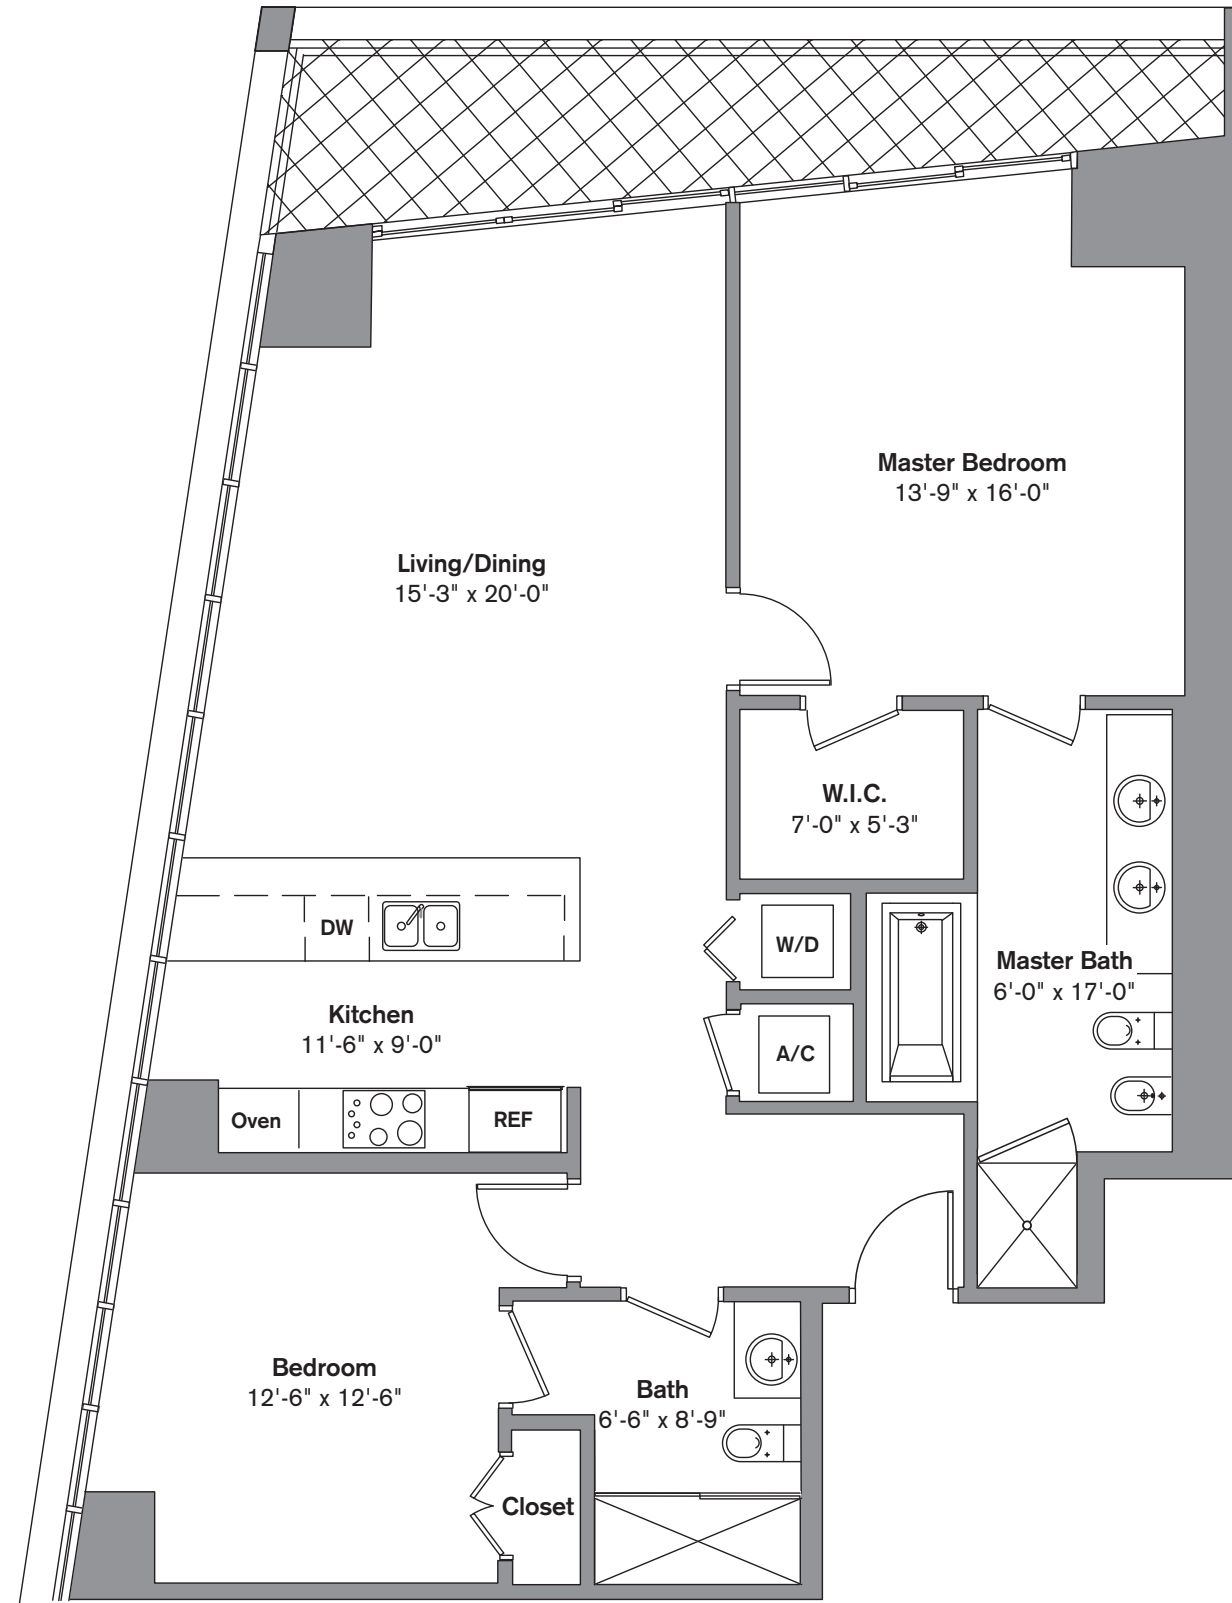 Master Bedroom
13'-9" x 16'-0"
Living/Dining
15'-3" x 20'-0"
W.I.C.
7'-0" x 5'-3"
DW
W/D
Master Bath
6'-0" x 17'-0"
Kitchen
11'-6" x 9'-0"
A/C
Oven
REF
Bedroom
12'-6" x 12'-6"
Bath
6'-6" x 8'-9"
Closet